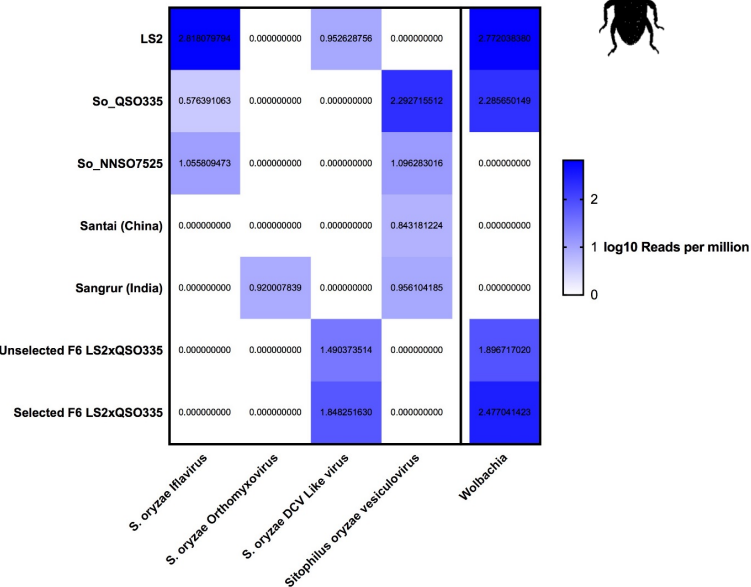 LS2 2.818079794 0.000000000 0.952628756 0.000000000 2.772038380
So_QSO335 0.576391063 0.000000000 0.000000000 2.292715512 2.285650149
So_NNSO7525 1.055809473 0.000000000 0.000000000 1.096283016 0.000000000
Santai (China) 0.000000000 0.000000000 0.000000000 0.843181224 0.000000000
Sangrur (India) 0.000000000 0.920007839 0.000000000 0.956104185 0.000000000
Unselected F6 LS2xQSO335 0.000000000 0.000000000 1.490373514 0.000000000 1.896717020
Selected F6 LS2xQSO335 0.000000000 0.000000000 1.848251630 0.000000000 2.477041423
2
1 log10 Reads per million
0
S. oryzae Iflavirus
S. oryzae Orthomyxovirus
S. oryzae DCV Like virus
Sitophilus oryzae vesiculovirus
Wolbachia